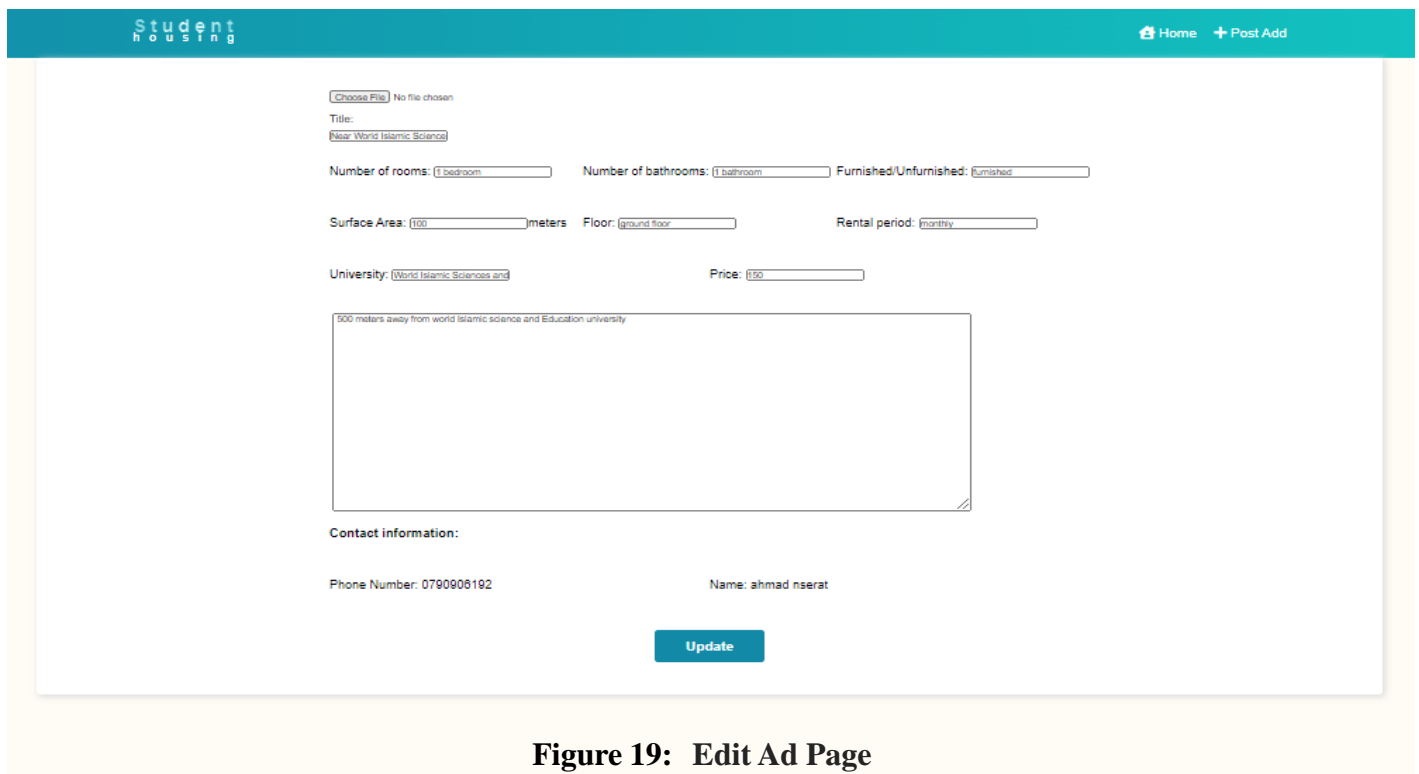 Student
housing
Home Post Add
Choose File No file chosen
Title:
Near World Islamic Science
Number of rooms: 1 bedroom Number of bathrooms: 1 bathroom Furnished/Unfurnished: furnished
Surface Area: 100 meters Floor: ground floor Rental period: monthly
University: World Islamic Sciences and Price: 150
500 meters away from world Islamic science and Education university
Contact information:
Phone Number: 0790906192 Name: ahmad nserat
Update
Figure 19: Edit Ad Page